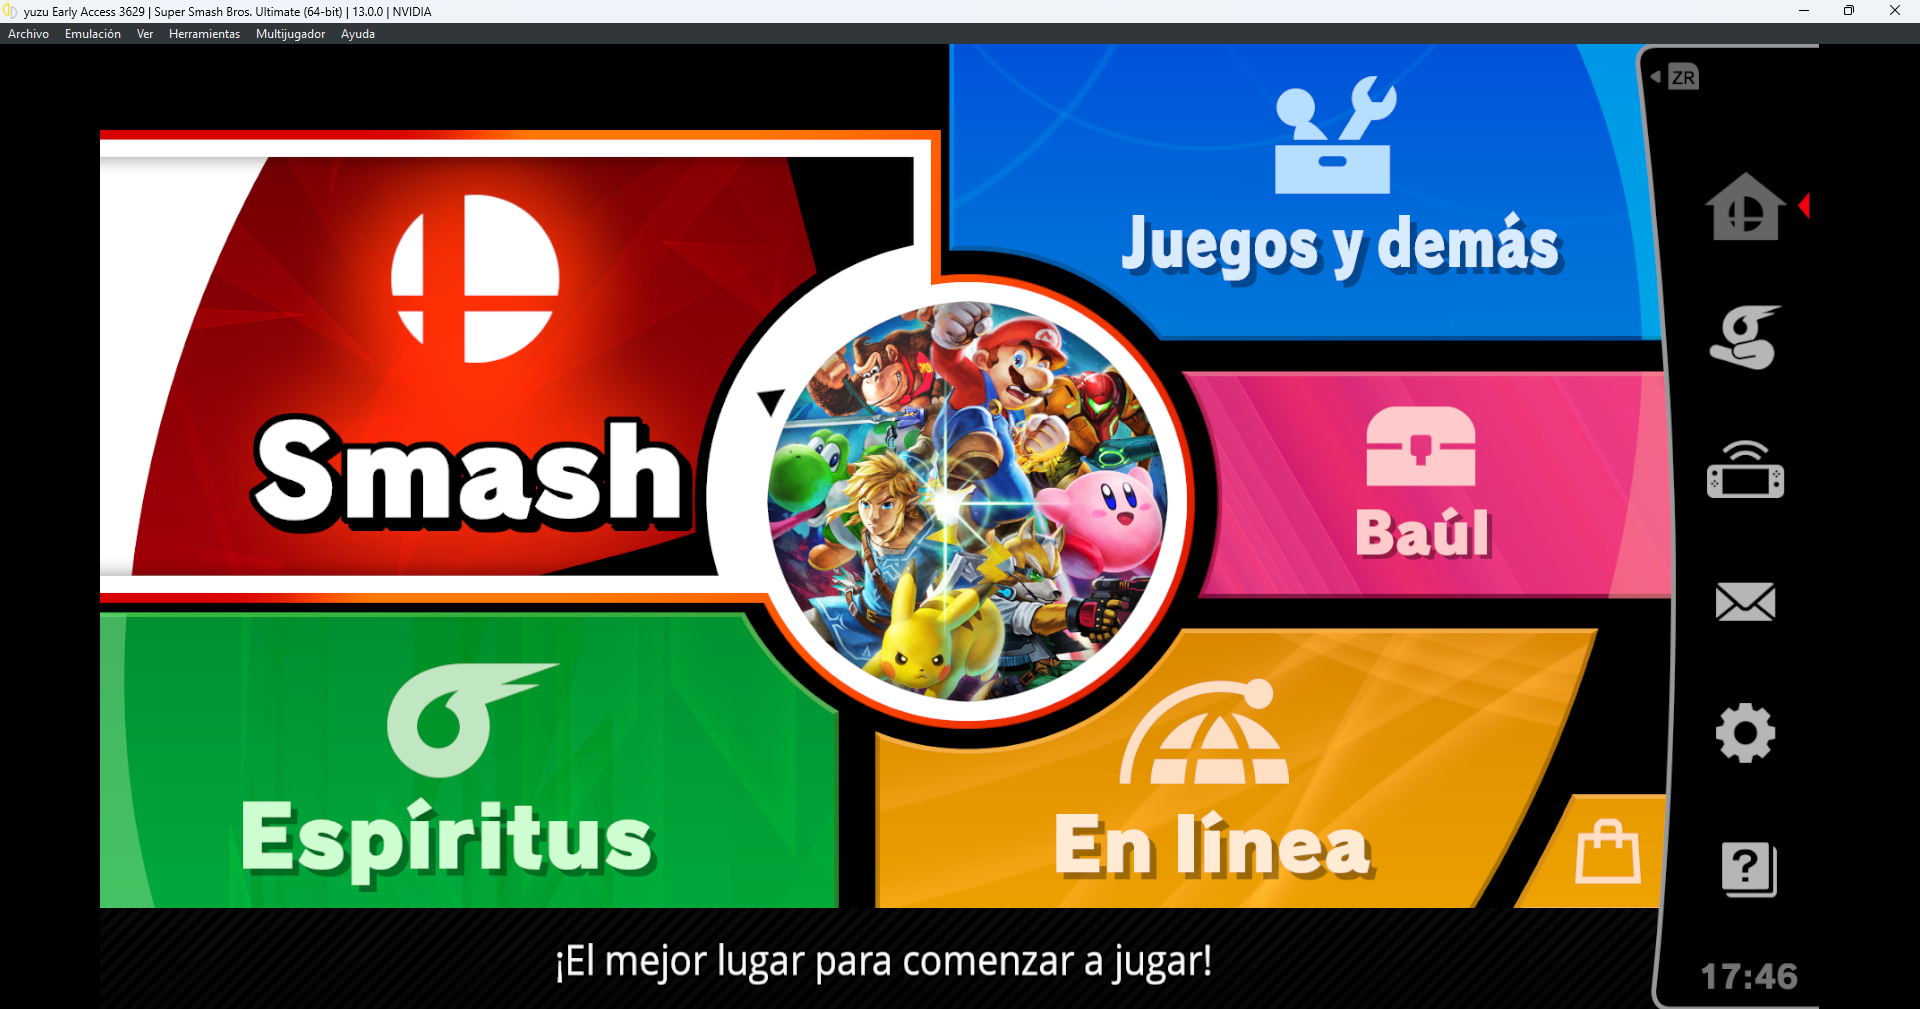 yuzu Early Access 3629 | Super Smash Bros. Ultimate (64-bit) | 13.0.0 | NVIDIA
Archivo Emulación Ver Herramientas Multijugador Ayuda
ZR
Juegos y demás
Smash
Baúl
Espíritus
En línea
?
¡El mejor lugar para comenzar a jugar!
17:46